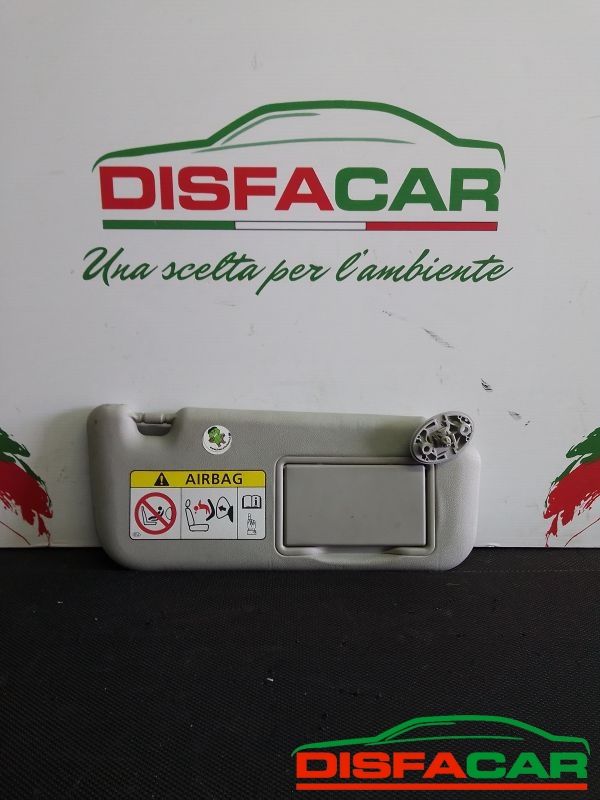 DISFACAR
Una scelta per l'ambiente
AIRBAG
DISFACAR